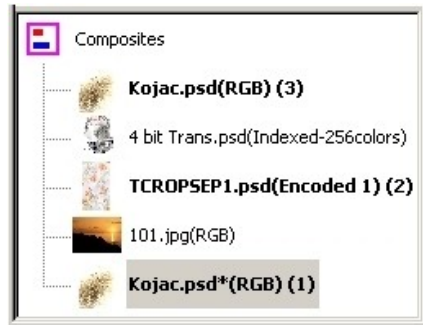 Composites
Kojac.psd(RGB) (3)
4 bit Trans.psd(Indexed-256colors)
TCROPSEP1.psd(Encoded 1) (2)
101.jpg(RGB)
Kojac.psd*(RGB) (1)